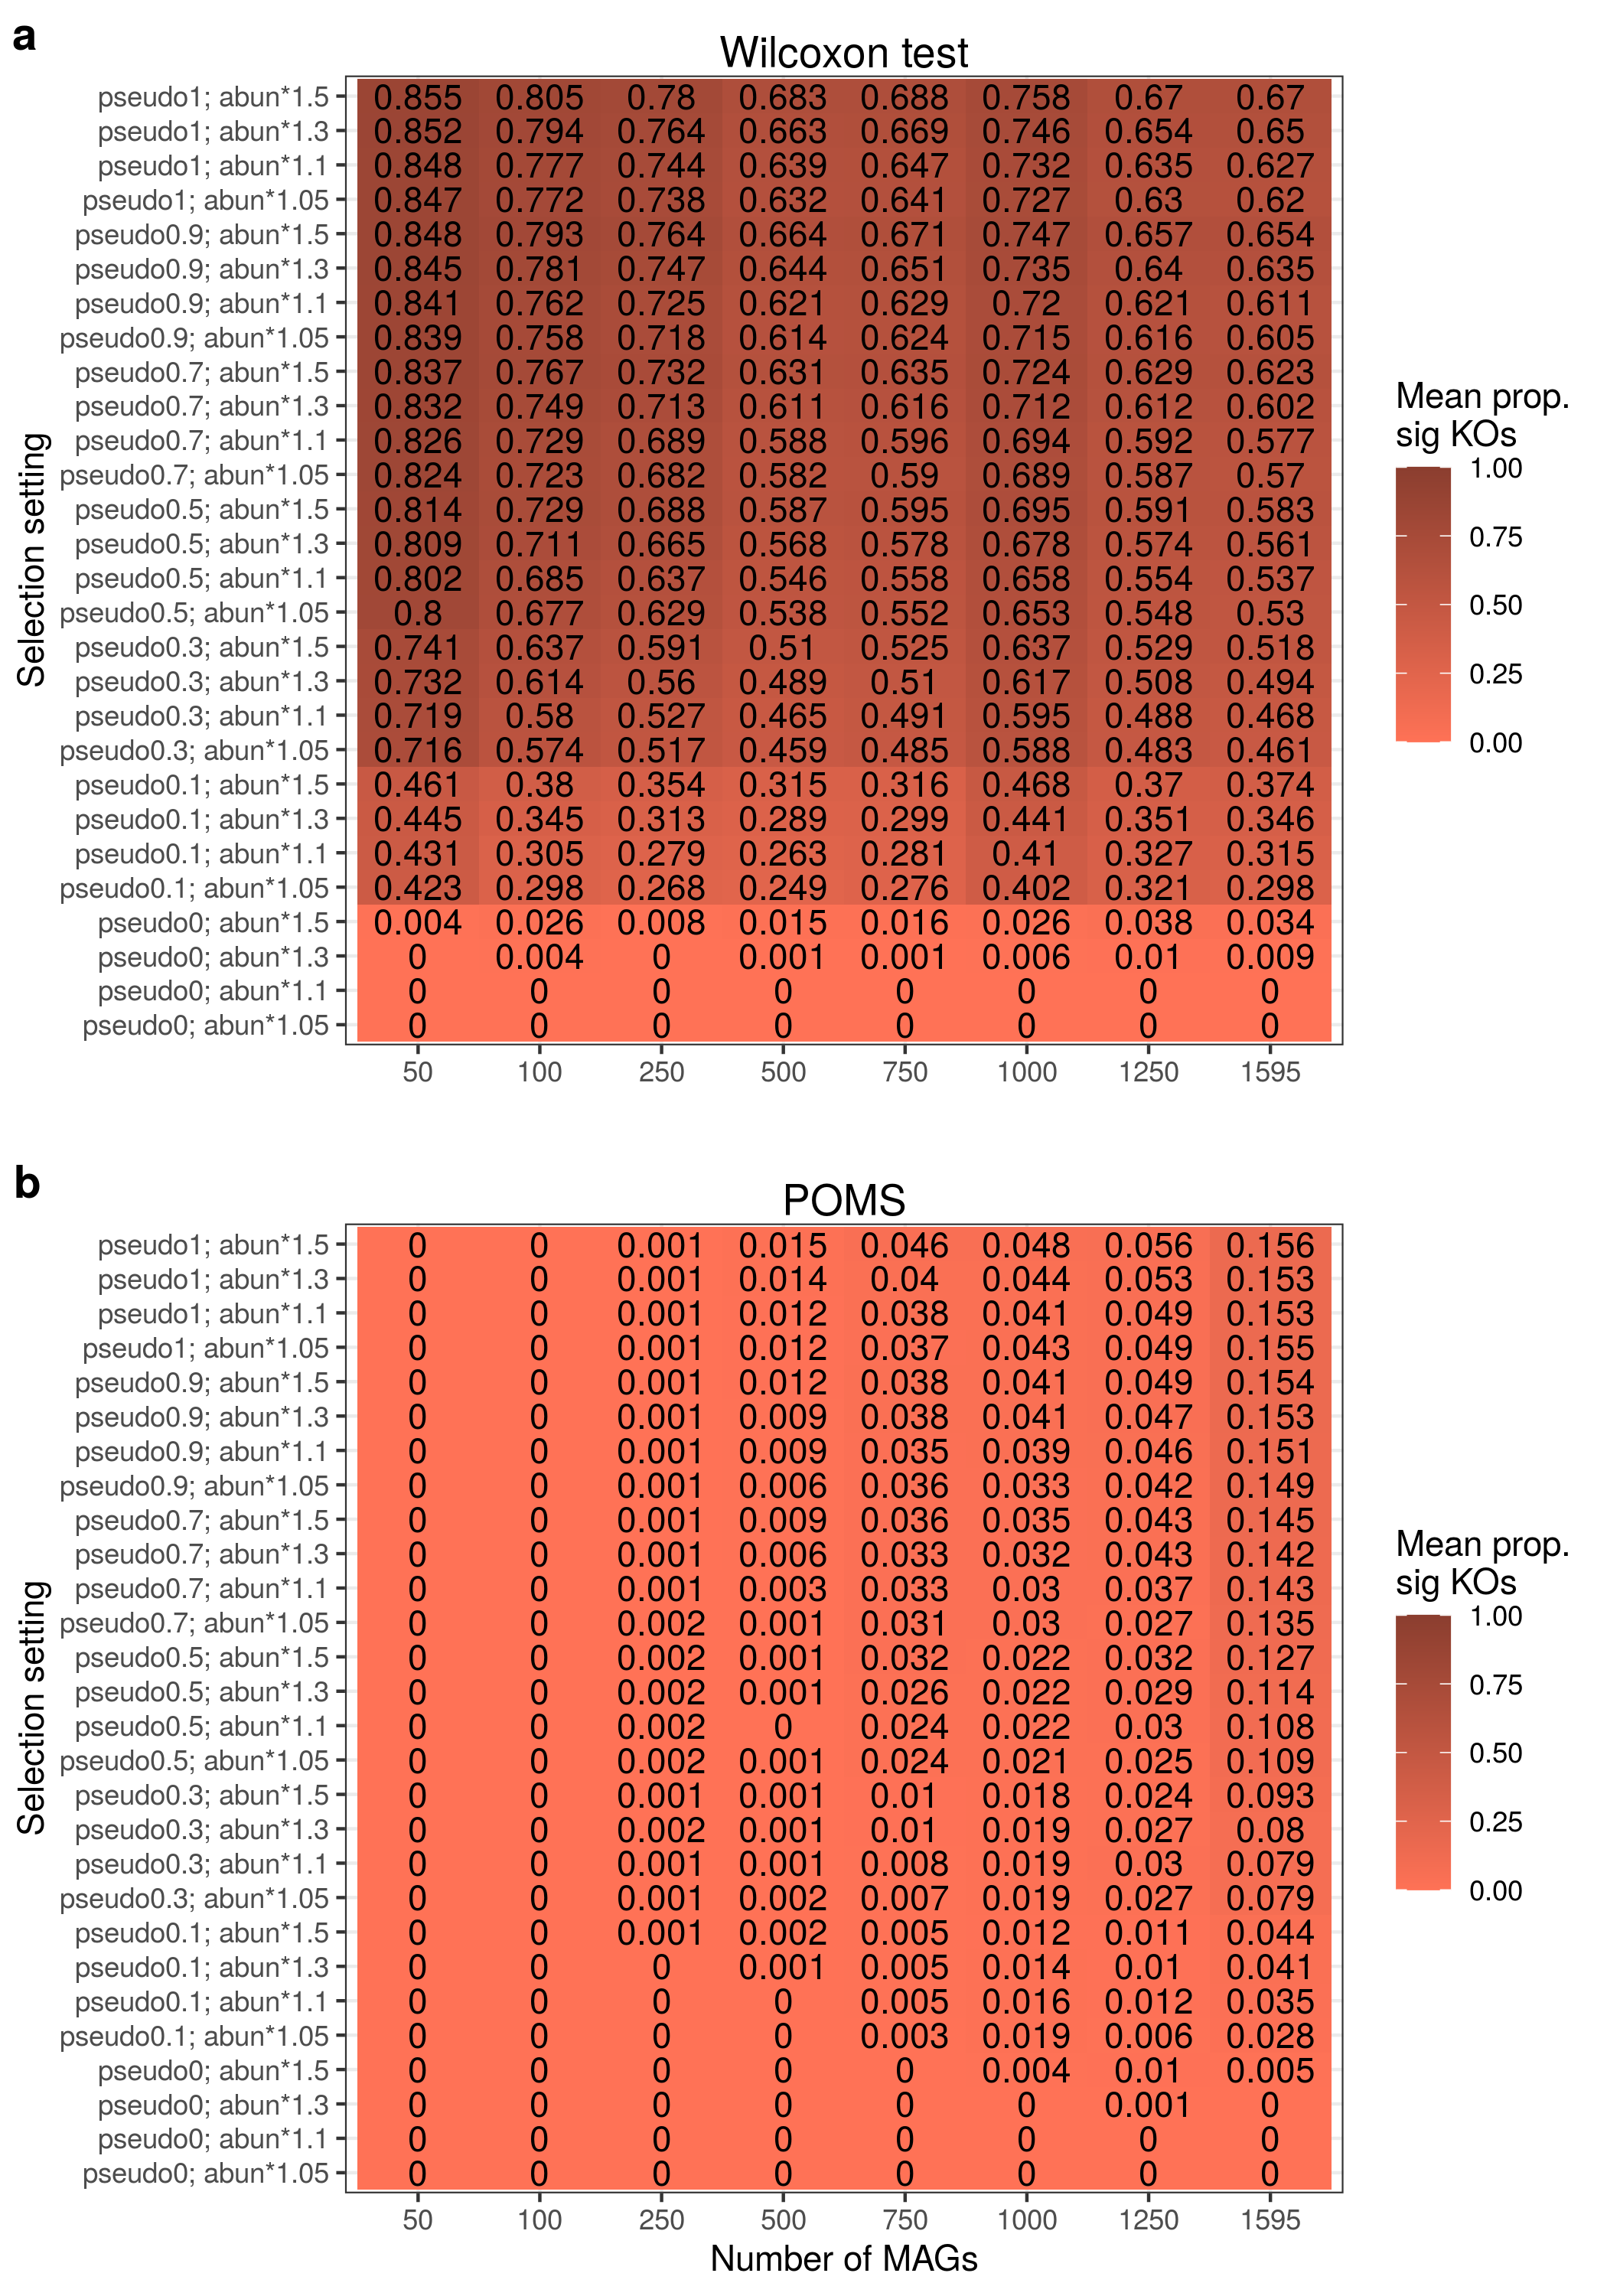 a
Wilcoxon test
pseudo1; abun*1.5 0.855 0.805 0.78 0.683 0.688 0.758 0.67 0.67
pseudo1; abun*1.3 0.852 0.794 0.764 0.663 0.669 0.746 0.654 0.65
pseudo1; abun*1.1 0.848 0.777 0.744 0.639 0.647 0.732 0.635 0.627
pseudo1; abun*1.05 0.847 0.772 0.738 0.632 0.641 0.727 0.63 0.62
pseudo0.9; abun*1.5 0.848 0.793 0.764 0.664 0.671 0.747 0.657 0.654
pseudo0.9; abun*1.3 0.845 0.781 0.747 0.644 0.651 0.735 0.64 0.635
pseudo0.9; abun*1.1 0.841 0.762 0.725 0.621 0.629 0.72 0.621 0.611
pseudo0.9; abun*1.05 0.839 0.758 0.718 0.614 0.624 0.715 0.616 0.605
pseudo0.7; abun*1.5 0.837 0.767 0.732 0.631 0.635 0.724 0.629 0.623
pseudo0.7; abun*1.3 0.832 0.749 0.713 0.611 0.616 0.712 0.612 0.602
pseudo0.7; abun*1.1 0.826 0.729 0.689 0.588 0.596 0.694 0.592 0.577
pseudo0.7; abun*1.05 0.824 0.723 0.682 0.582 0.59 0.689 0.587 0.57
pseudo0.5; abun*1.5 0.814 0.729 0.688 0.587 0.595 0.695 0.591 0.583
pseudo0.5; abun*1.3 0.809 0.711 0.665 0.568 0.578 0.678 0.574 0.561
pseudo0.5; abun*1.1 0.802 0.685 0.637 0.546 0.558 0.658 0.554 0.537
pseudo0.5; abun*1.05 0.8 0.677 0.629 0.538 0.552 0.653 0.548 0.53
pseudo0.3; abun*1.5 0.741 0.637 0.591 0.51 0.525 0.637 0.529 0.518
pseudo0.3; abun*1.3 0.732 0.614 0.56 0.489 0.51 0.617 0.508 0.494
pseudo0.3; abun*1.1 0.719 0.58 0.527 0.465 0.491 0.595 0.488 0.468
pseudo0.3; abun*1.05 0.716 0.574 0.517 0.459 0.485 0.588 0.483 0.461
pseudo0.1; abun*1.5 0.461 0.38 0.354 0.315 0.316 0.468 0.37 0.374
pseudo0.1; abun*1.3 0.445 0.345 0.313 0.289 0.299 0.441 0.351 0.346
pseudo0.1; abun*1.1 0.431 0.305 0.279 0.263 0.281 0.41 0.327 0.315
pseudo0.1; abun*1.05 0.423 0.298 0.268 0.249 0.276 0.402 0.321 0.298
pseudo0; abun*1.5 0.004 0.026 0.008 0.015 0.016 0.026 0.038 0.034
pseudo0; abun*1.3 0 0.004 0 0.001 0.001 0.006 0.01 0.009
pseudo0; abun*1.1 0 0 0 0 0 0 0 0
pseudo0; abun*1.05 0 0 0 0 0 0 0 0
50 100 250 500 750 1000 1250 1595
Selection setting
Mean prop.
sig KOs
1.00
0.75
0.50
0.25
0.00
b
POMS
pseudo1; abun*1.5 0 0 0.001 0.015 0.046 0.048 0.056 0.156
pseudo1; abun*1.3 0 0 0.001 0.014 0.04 0.044 0.053 0.153
pseudo1; abun*1.1 0 0 0.001 0.012 0.038 0.041 0.049 0.153
pseudo1; abun*1.05 0 0 0.001 0.012 0.037 0.043 0.049 0.155
pseudo0.9; abun*1.5 0 0 0.001 0.012 0.038 0.041 0.049 0.154
pseudo0.9; abun*1.3 0 0 0.001 0.009 0.038 0.041 0.047 0.153
pseudo0.9; abun*1.1 0 0 0.001 0.009 0.035 0.039 0.046 0.151
pseudo0.9; abun*1.05 0 0 0.001 0.006 0.036 0.033 0.042 0.149
pseudo0.7; abun*1.5 0 0 0.001 0.009 0.036 0.035 0.043 0.145
pseudo0.7; abun*1.3 0 0 0.001 0.006 0.033 0.032 0.043 0.142
pseudo0.7; abun*1.1 0 0 0.001 0.003 0.033 0.03 0.037 0.143
pseudo0.7; abun*1.05 0 0 0.002 0.001 0.031 0.03 0.027 0.135
pseudo0.5; abun*1.5 0 0 0.002 0.001 0.032 0.022 0.032 0.127
pseudo0.5; abun*1.3 0 0 0.002 0.001 0.026 0.022 0.029 0.114
pseudo0.5; abun*1.1 0 0 0.002 0 0.024 0.022 0.03 0.108
pseudo0.5; abun*1.05 0 0 0.002 0.001 0.024 0.021 0.025 0.109
pseudo0.3; abun*1.5 0 0 0.001 0.001 0.01 0.018 0.024 0.093
pseudo0.3; abun*1.3 0 0 0.002 0.001 0.01 0.019 0.027 0.08
pseudo0.3; abun*1.1 0 0 0.001 0.001 0.008 0.019 0.03 0.079
pseudo0.3; abun*1.05 0 0 0.001 0.002 0.007 0.019 0.027 0.079
pseudo0.1; abun*1.5 0 0 0.001 0.002 0.005 0.012 0.011 0.044
pseudo0.1; abun*1.3 0 0 0 0.001 0.005 0.014 0.01 0.041
pseudo0.1; abun*1.1 0 0 0 0 0.005 0.016 0.012 0.035
pseudo0.1; abun*1.05 0 0 0 0 0.003 0.019 0.006 0.028
pseudo0; abun*1.5 0 0 0 0 0 0.004 0.01 0.005
pseudo0; abun*1.3 0 0 0 0 0 0 0.001 0
pseudo0; abun*1.1 0 0 0 0 0 0 0 0
pseudo0; abun*1.05 0 0 0 0 0 0 0 0
50 100 250 500 750 1000 1250 1595
Number of MAGs
Selection setting
Mean prop.
sig KOs
1.00
0.75
0.50
0.25
0.00